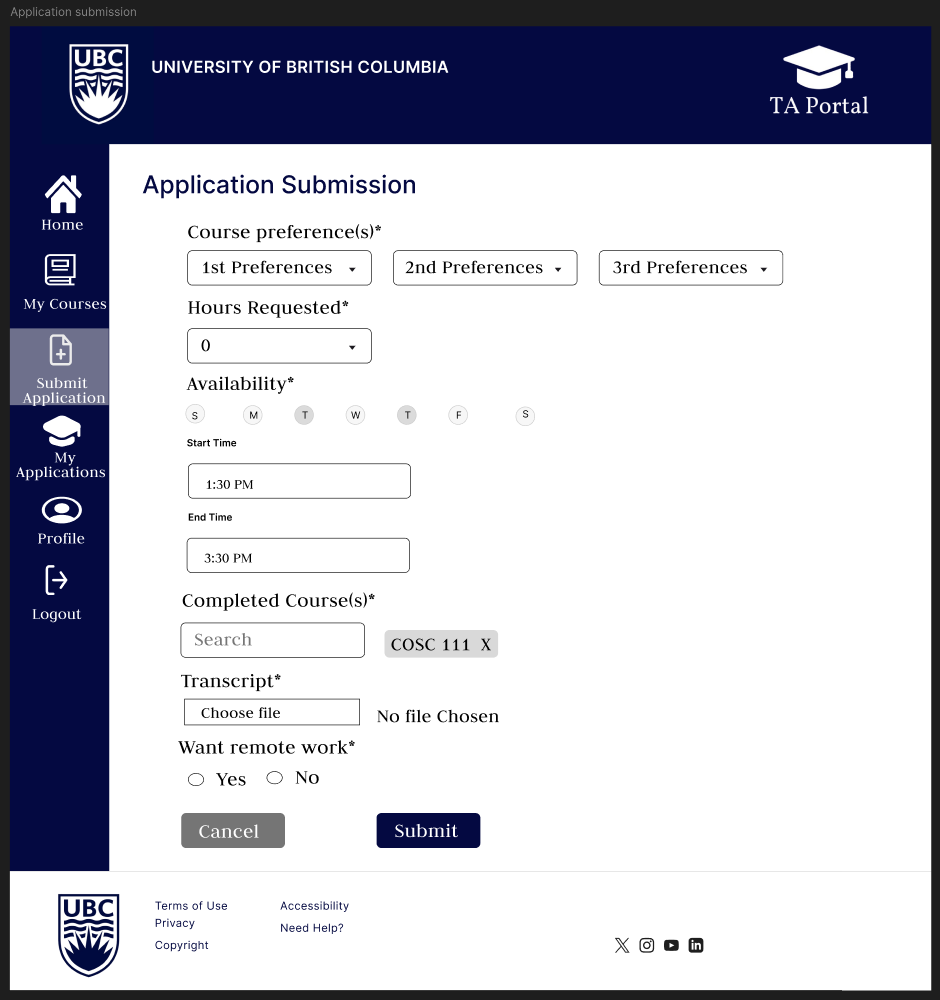 Application submission
UBC
UNIVERSITY OF BRITISH COLUMBIA
TA Portal
Home
My Courses
Submit
Application
My
Applications
Profile
Logout
Application Submission
Course preference(s)*
1st Preferences
2nd Preferences
3rd Preferences
Hours Requested*
0
Availability*
S M T W T F S
Start Time
1:30 PM
End Time
3:30 PM
Completed Course(s)*
Search
COSC 111 X
Transcript*
Choose file
No file Chosen
Want remote work*
Yes
No
Cancel
Submit
UBC
Terms of Use
Privacy
Copyright
Accessibility
Need Help?